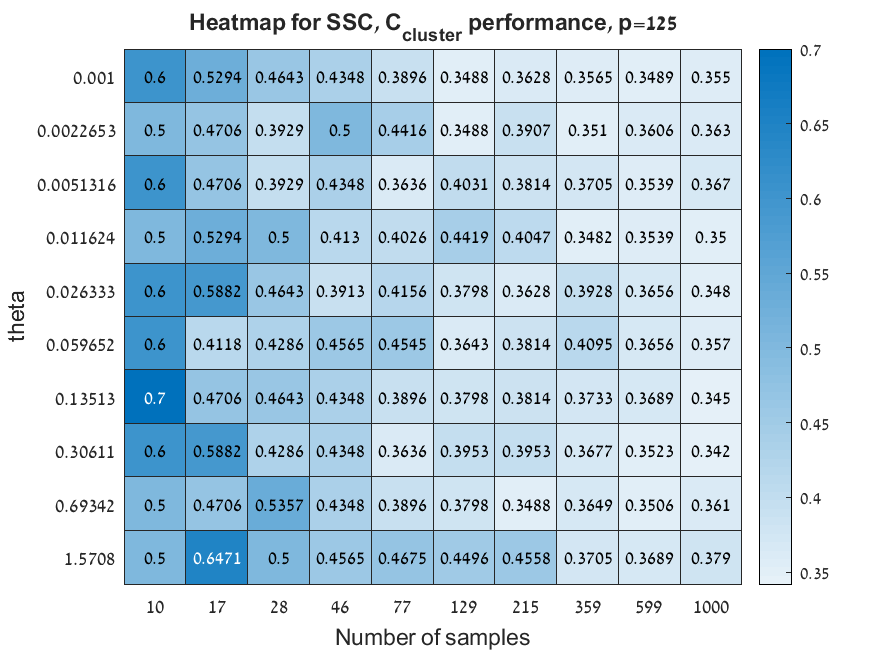 Heatmap for SSC, C_cluster performance, p=125
0.001 0.6 0.5294 0.4643 0.4348 0.3896 0.3488 0.3628 0.3565 0.3489 0.355
0.0022653 0.5 0.4706 0.3929 0.5 0.4416 0.3488 0.3907 0.351 0.3606 0.363
0.0051316 0.6 0.4706 0.3929 0.4348 0.3636 0.4031 0.3814 0.3705 0.3539 0.367
0.011624 0.5 0.5294 0.5 0.413 0.4026 0.4419 0.4047 0.3482 0.3539 0.35
0.026333 0.6 0.5882 0.4643 0.3913 0.4156 0.3798 0.3628 0.3928 0.3656 0.348
0.059652 0.6 0.4118 0.4286 0.4565 0.4545 0.3643 0.3814 0.4095 0.3656 0.357
0.13513 0.7 0.4706 0.4643 0.4348 0.3896 0.3798 0.3814 0.3733 0.3689 0.345
0.30611 0.6 0.5882 0.4286 0.4348 0.3636 0.3953 0.3953 0.3677 0.3523 0.342
0.69342 0.5 0.4706 0.5357 0.4348 0.3896 0.3798 0.3488 0.3649 0.3506 0.361
1.5708 0.5 0.6471 0.5 0.4565 0.4675 0.4496 0.4558 0.3705 0.3689 0.379
10 17 28 46 77 129 215 359 599 1000
Number of samples
theta
0.7
0.65
0.6
0.55
0.5
0.45
0.4
0.35